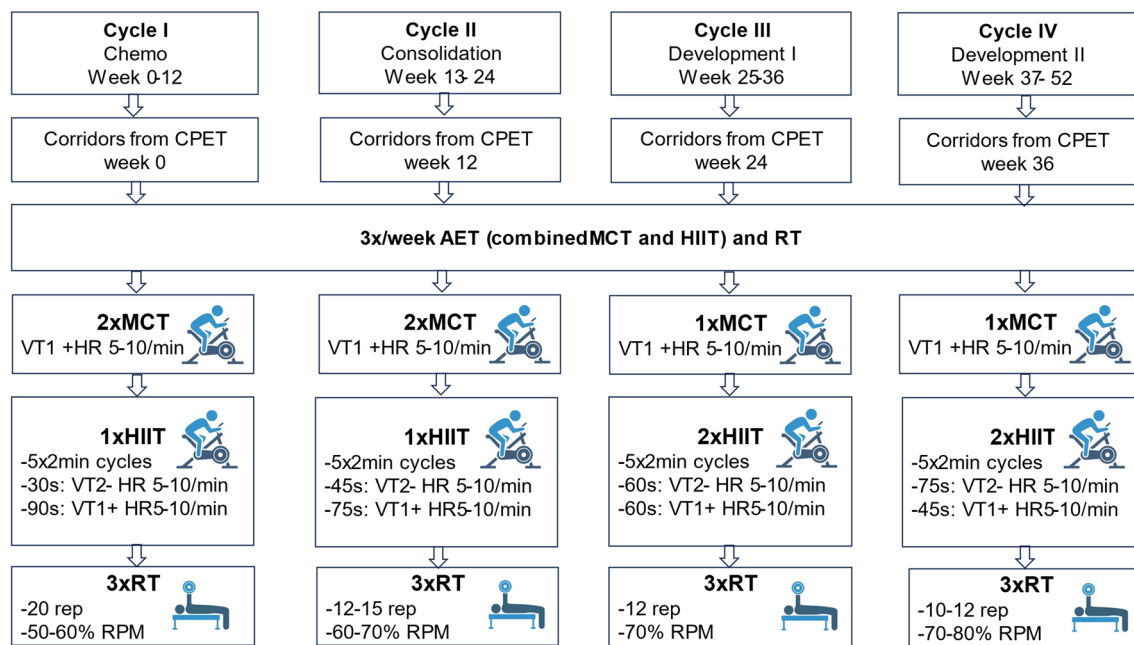 Cycle I
Chemo
Week 0-12
Cycle II
Consolidation
Week 13- 24
Cycle III
Development I
Week 25-36
Cycle IV
Development II
Week 37- 52
Corridors from CPET
week 0
Corridors from CPET
week 12
Corridors from CPET
week 24
Corridors from CPET
week 36
3x/week AET (combinedMCT and HIIT) and RT
2xMCT
VT1 +HR 5-10/min
2xMCT
VT1 +HR 5-10/min
1xMCT
VT1 +HR 5-10/min
1xMCT
VT1 +HR 5-10/min
1xHIIT
-5x2min cycles
-30s: VT2- HR 5-10/min
-90s: VT1+ HR5-10/min
1xHIIT
-5x2min cycles
-45s: VT2- HR 5-10/min
-75s: VT1+ HR5-10/min
2xHIIT
-5x2min cycles
-60s: VT2- HR 5-10/min
-60s: VT1+ HR5-10/min
2xHIIT
-5x2min cycles
-75s: VT2- HR 5-10/min
-45s: VT1+ HR5-10/min
3xRT
-20 rep
-50-60% RPM
3xRT
-12-15 rep
-60-70% RPM
3xRT
-12 rep
-70% RPM
3xRT
-10-12 rep
-70-80% RPM